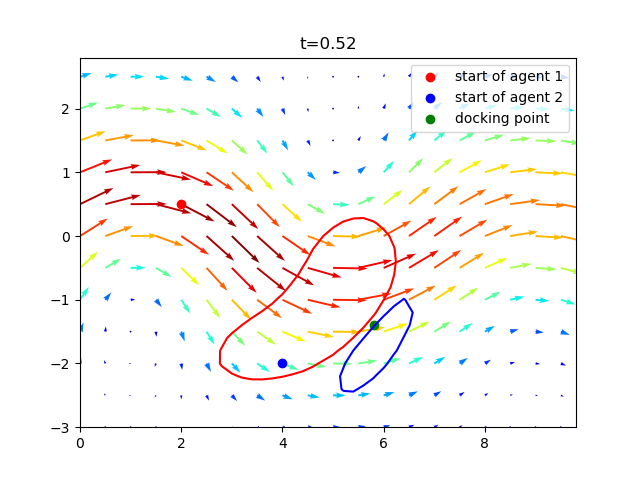 t=0.52
start of agent 1
start of agent 2
docking point
2
1
0
−1
−2
−3
0 2 4 6 8